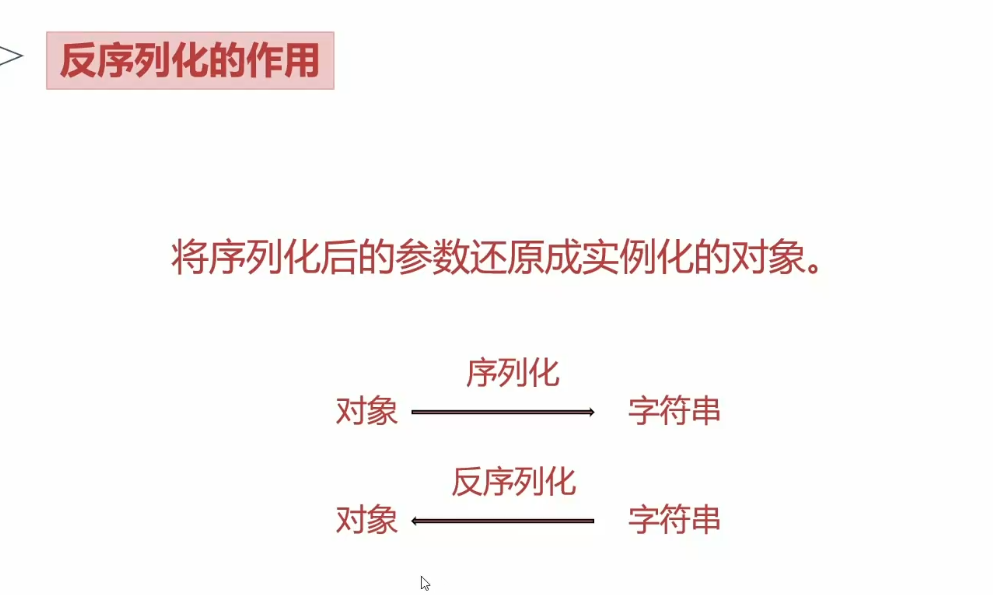 反序列化的作用
将序列化后的参数还原成实例化的对象。
序列化
对象 字符串
反序列化
对象 字符串